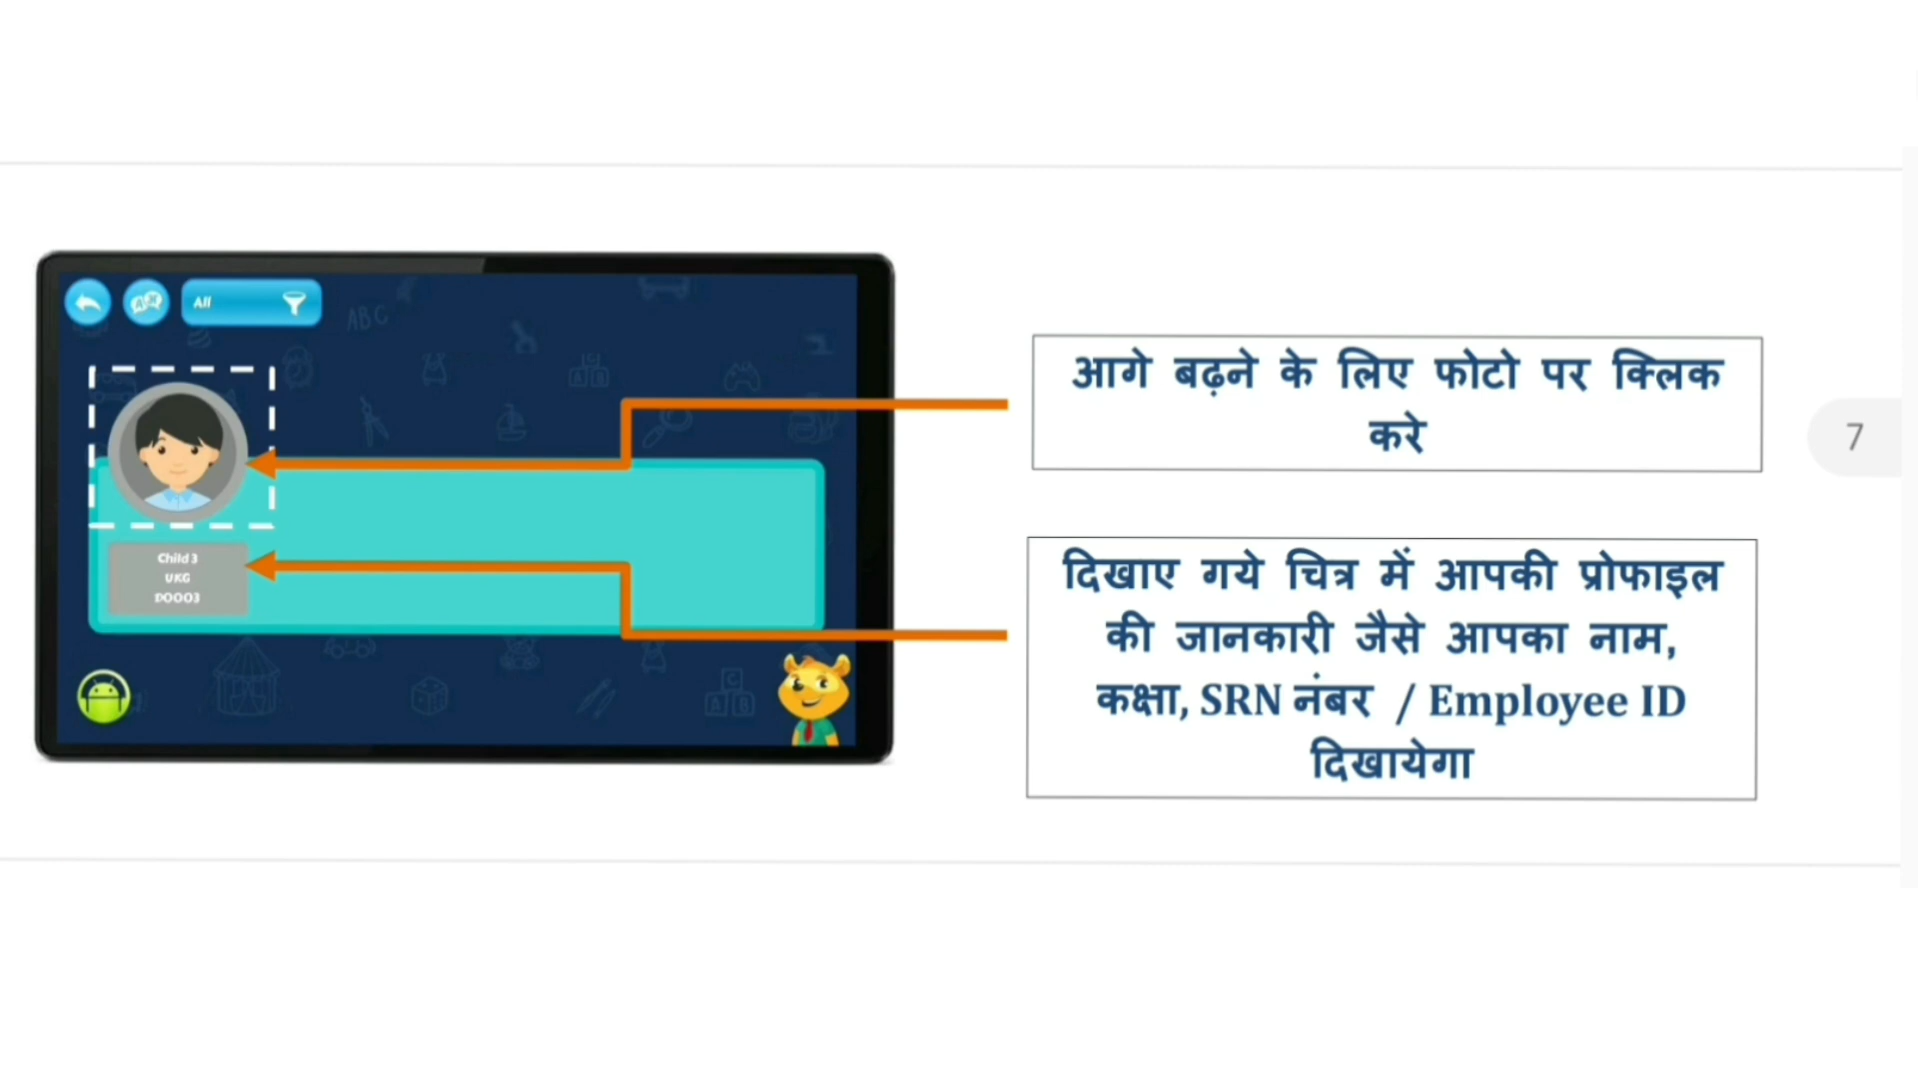 All
ABC
Child 3
UKG
D0003
आगे बढ़ने के लिए फोटो पर क्लिक
करे
दिखाए गये चित्र में आपकी प्रोफाइल
की जानकारी जैसे आपका नाम,
कक्षा, SRN नंबर / Employee ID
दिखायेगा
7